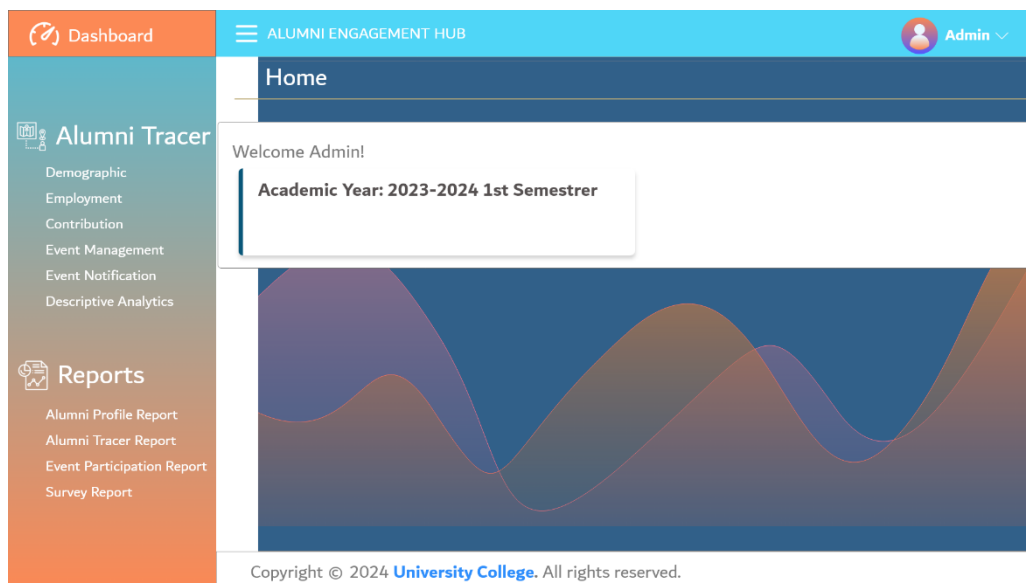 Dashboard
ALUMNI ENGAGEMENT HUB
Admin
Home
Alumni Tracer
Demographic
Employment
Contribution
Event Management
Event Notification
Descriptive Analytics
Reports
Alumni Profile Report
Alumni Tracer Report
Event Participation Report
Survey Report
Welcome Admin!
Academic Year: 2023-2024 1st Semestrer
Copyright © 2024 University College. All rights reserved.